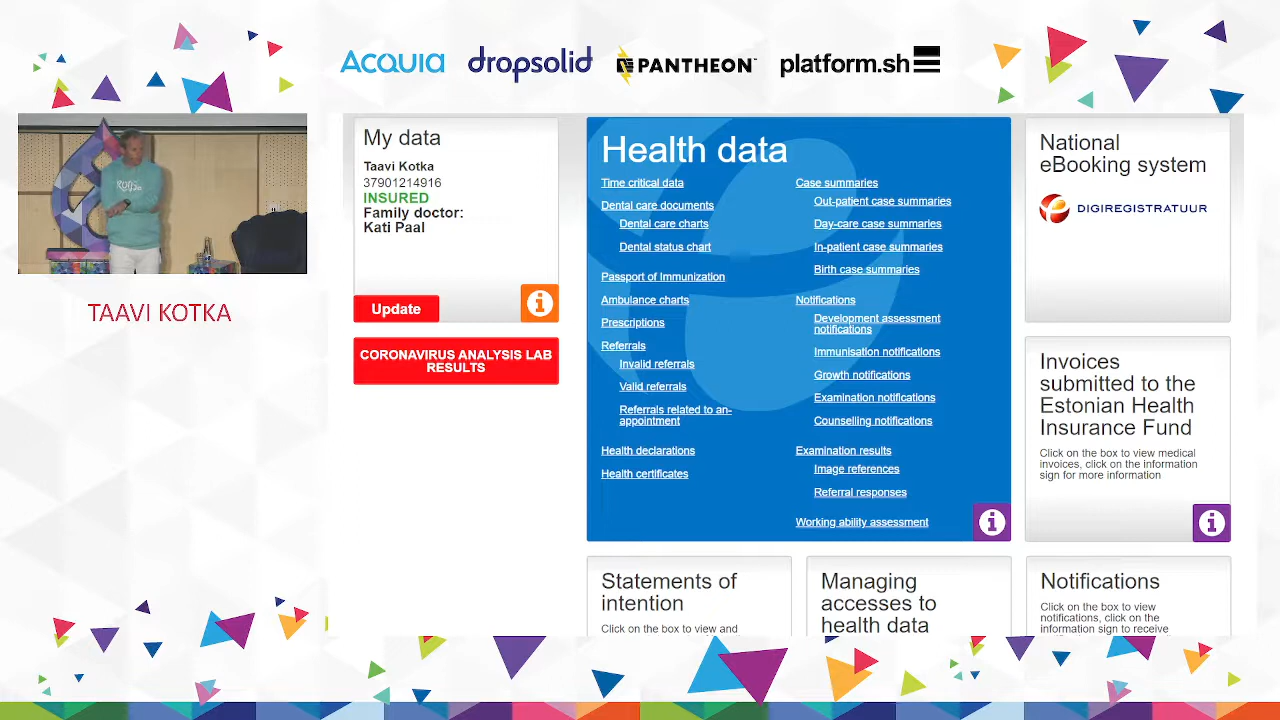 ACQUIA
dropsolid
PANTHEON
platform.sh
TAAVI KOTKA
My data
Taavi Kotka
37901214916
INSURED
Family doctor:
Kati Paal
Update
CORONAVIRUS ANALYSIS LAB
RESULTS
Health data
Time critical data
Dental care documents
Dental care charts
Dental status chart
Passport of Immunization
Ambulance charts
Prescriptions
Referrals
Invalid referrals
Valid referrals
Referrals related to an-
appointment
Health declarations
Health certificates
Case summaries
Out-patient case summaries
Day-care case summaries
In-patient case summaries
Birth case summaries
Notifications
Development assessment
notifications
Immunisation notifications
Growth notifications
Examination notifications
Counselling notifications
Examination results
Image references
Referral responses
Working ability assessment
National
eBooking system
DIGIREGISTRATUUR
Invoices
submitted to the
Estonian Health
Insurance Fund
Click on the box to view medical
invoices, click on the information
sign for more information
Statements of
intention
Click on the box to view and
Managing
accesses to
health data
Notifications
Click on the box to view
notifications, click on the
information sign to receive